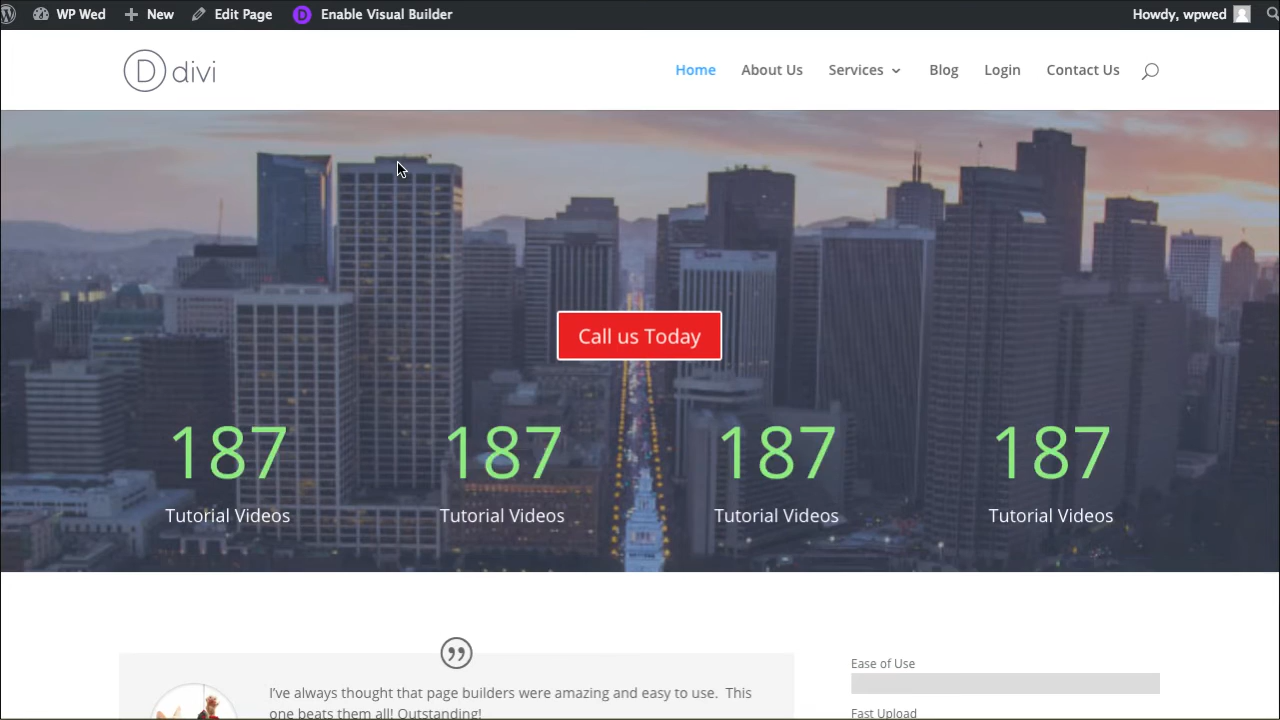 WP Wed New Edit Page Enable Visual Builder Howdy, wpwed
D divi Home About Us Services Blog Login Contact Us
Call us Today
187 187 187 187
Tutorial Videos Tutorial Videos Tutorial Videos Tutorial Videos
I've always thought that page builders were amazing and easy to use. This
one beats them all! Outstanding!
Ease of Use
Fast Upload